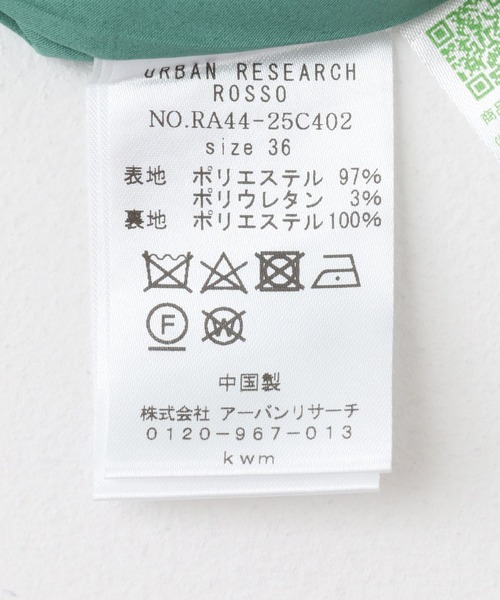 URBAN RESEARCH
ROSSO
NO.RA44-25C402
size 36
表地 ポリエステル 97%
ポリウレタン 3%
裏地 ポリエステル100%
F W
中国製
株式会社 アーバンリサーチ
0120-967-013
kwm
商品